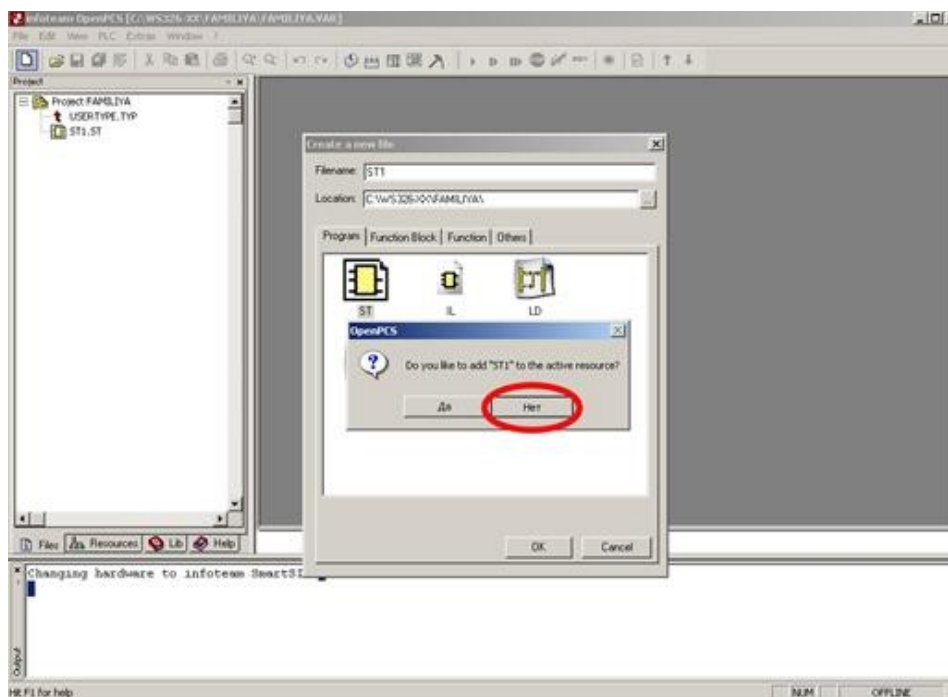 infoteam OpenPCS [C:\WS326-XX\FAMILIYA\FAMILIYA.VAR]
File Edit View PLC Extras Window ?
Project
Project FAMILIYA
USERTYPE.TYP
ST1.ST
Create a new file
Filename: ST1
Location: C:\WS326-XX\FAMILIYA\
...
Program Function Block Function Others
ST IL LD
OpenPCS
Do you like to add "ST1" to the active resource?
Да Нет
OK Cancel
Files Resources Lib Help
Changing hardware to infoteam
Output
Hit F1 for help NUM OFFLINE